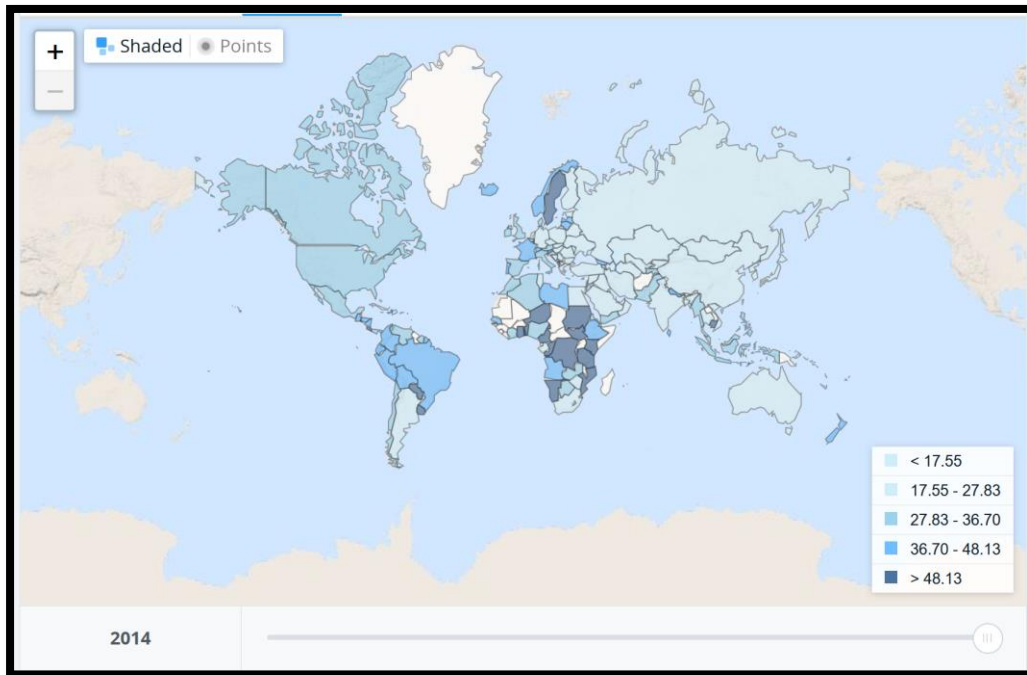 +
Shaded
Points
−
< 17.55
17.55 - 27.83
27.83 - 36.70
36.70 - 48.13
> 48.13
2014